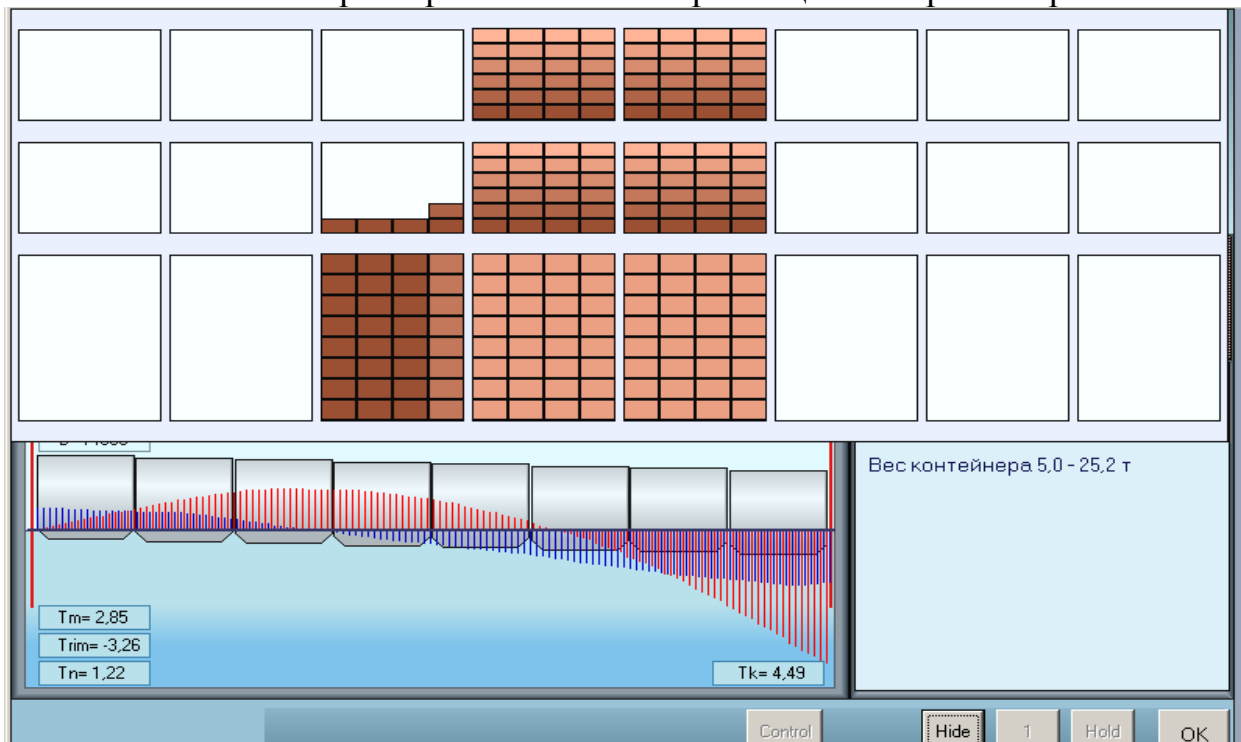 Вес контейнера 5,0 - 25,2 т
Tm= 2,85
Trim= -3,26
Tn= 1,22
Tk= 4,49
Control
Hide
1
Hold
OK